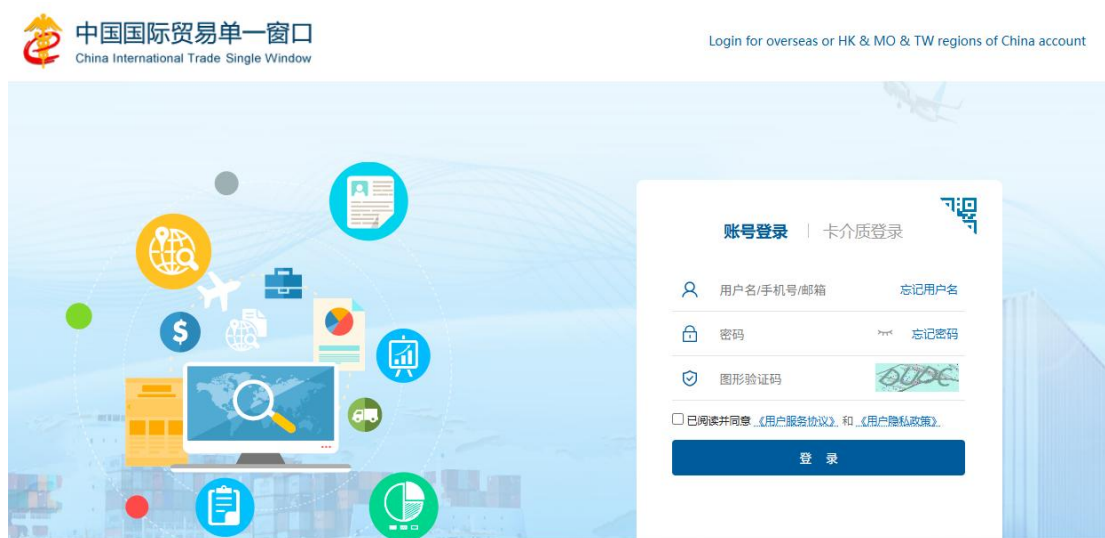 中国国际贸易单一窗口
China International Trade Single Window
Login for overseas or HK & MO & TW regions of China account
账号登录 卡介质登录
用户名/手机号/邮箱 忘记用户名
密码 忘记密码
图形验证码
已阅读并同意 《用户服务协议》 和 《用户隐私政策》
登 录